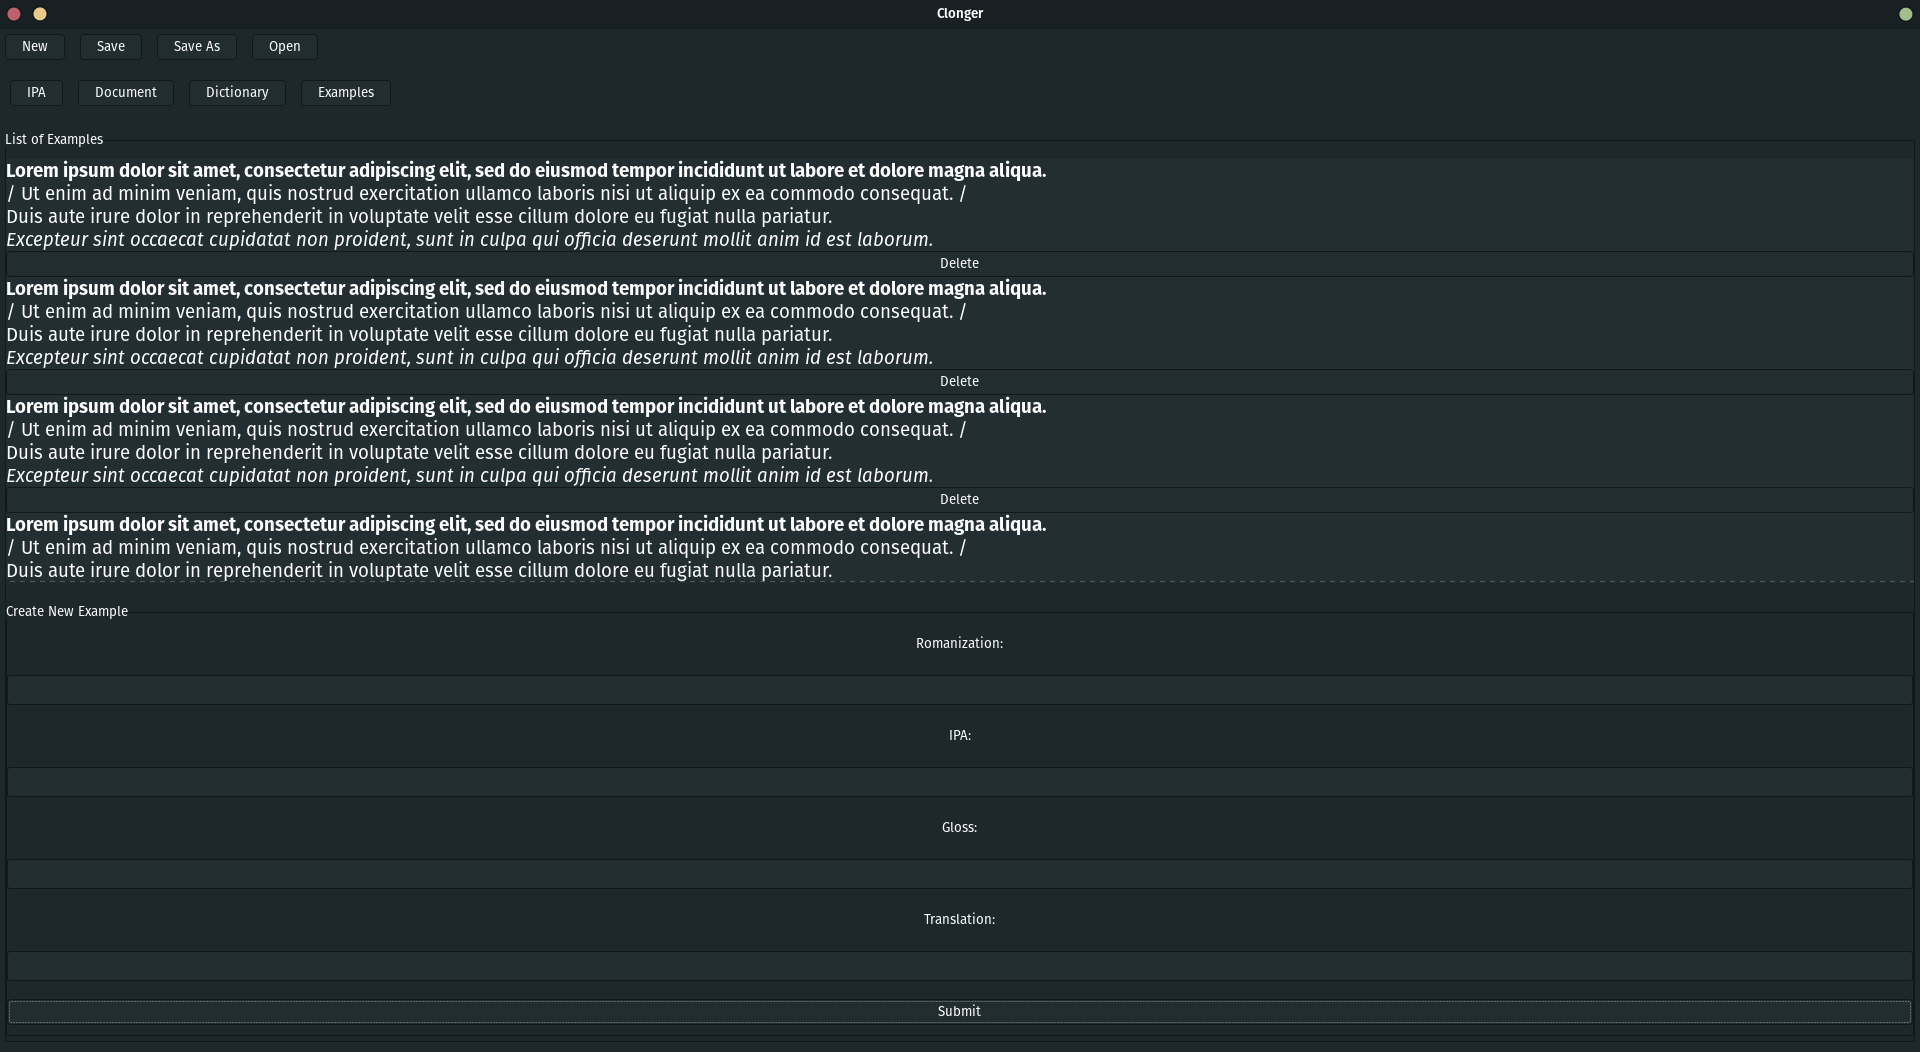 Clonger
New Save Save As Open
IPA Document Dictionary Examples
List of Examples
Lorem ipsum dolor sit amet, consectetur adipiscing elit, sed do eiusmod tempor incididunt ut labore et dolore magna aliqua.
/ Ut enim ad minim veniam, quis nostrud exercitation ullamco laboris nisi ut aliquip ex ea commodo consequat. /
Duis aute irure dolor in reprehenderit in voluptate velit esse cillum dolore eu fugiat nulla pariatur.
Excepteur sint occaecat cupidatat non proident, sunt in culpa qui officia deserunt mollit anim id est laborum.
Delete
Lorem ipsum dolor sit amet, consectetur adipiscing elit, sed do eiusmod tempor incididunt ut labore et dolore magna aliqua.
/ Ut enim ad minim veniam, quis nostrud exercitation ullamco laboris nisi ut aliquip ex ea commodo consequat. /
Duis aute irure dolor in reprehenderit in voluptate velit esse cillum dolore eu fugiat nulla pariatur.
Excepteur sint occaecat cupidatat non proident, sunt in culpa qui officia deserunt mollit anim id est laborum.
Delete
Lorem ipsum dolor sit amet, consectetur adipiscing elit, sed do eiusmod tempor incididunt ut labore et dolore magna aliqua.
/ Ut enim ad minim veniam, quis nostrud exercitation ullamco laboris nisi ut aliquip ex ea commodo consequat. /
Duis aute irure dolor in reprehenderit in voluptate velit esse cillum dolore eu fugiat nulla pariatur.
Excepteur sint occaecat cupidatat non proident, sunt in culpa qui officia deserunt mollit anim id est laborum.
Delete
Lorem ipsum dolor sit amet, consectetur adipiscing elit, sed do eiusmod tempor incididunt ut labore et dolore magna aliqua.
/ Ut enim ad minim veniam, quis nostrud exercitation ullamco laboris nisi ut aliquip ex ea commodo consequat. /
Duis aute irure dolor in reprehenderit in voluptate velit esse cillum dolore eu fugiat nulla pariatur.
Create New Example
Romanization:
IPA:
Gloss:
Translation:
Submit